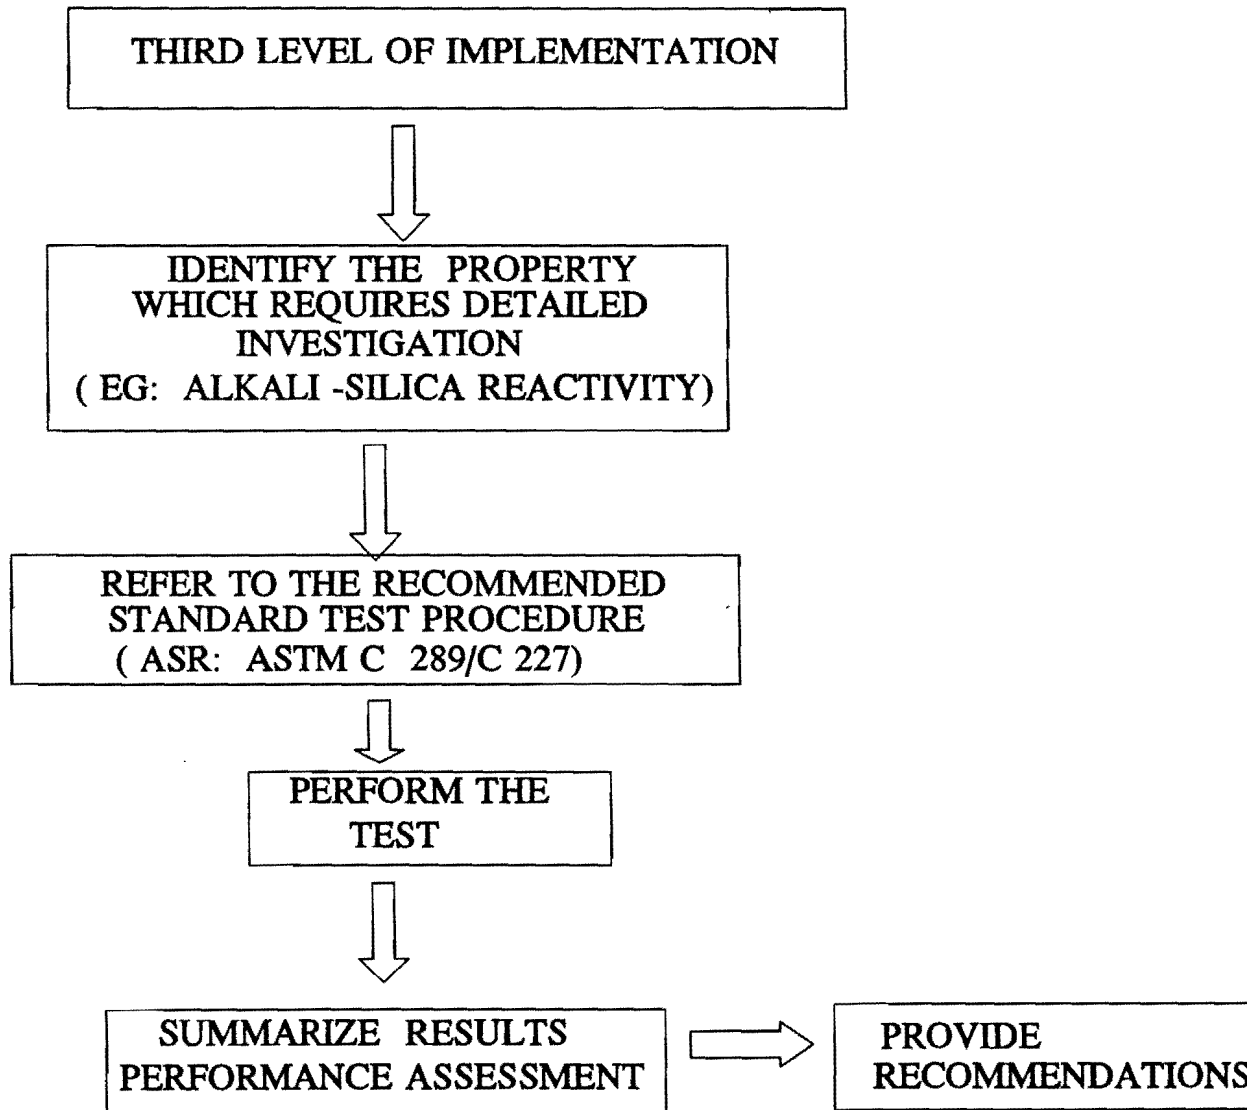 THIRD LEVEL OF IMPLEMENTATION
IDENTIFY THE PROPERTY
WHICH REQUIRES DETAILED
INVESTIGATION
( EG: ALKALI -SILICA REACTIVITY)
REFER TO THE RECOMMENDED
STANDARD TEST PROCEDURE
( ASR: ASTM C 289/C 227)
PERFORM THE
TEST
SUMMARIZE RESULTS
PERFORMANCE ASSESSMENT
PROVIDE
RECOMMENDATIONS